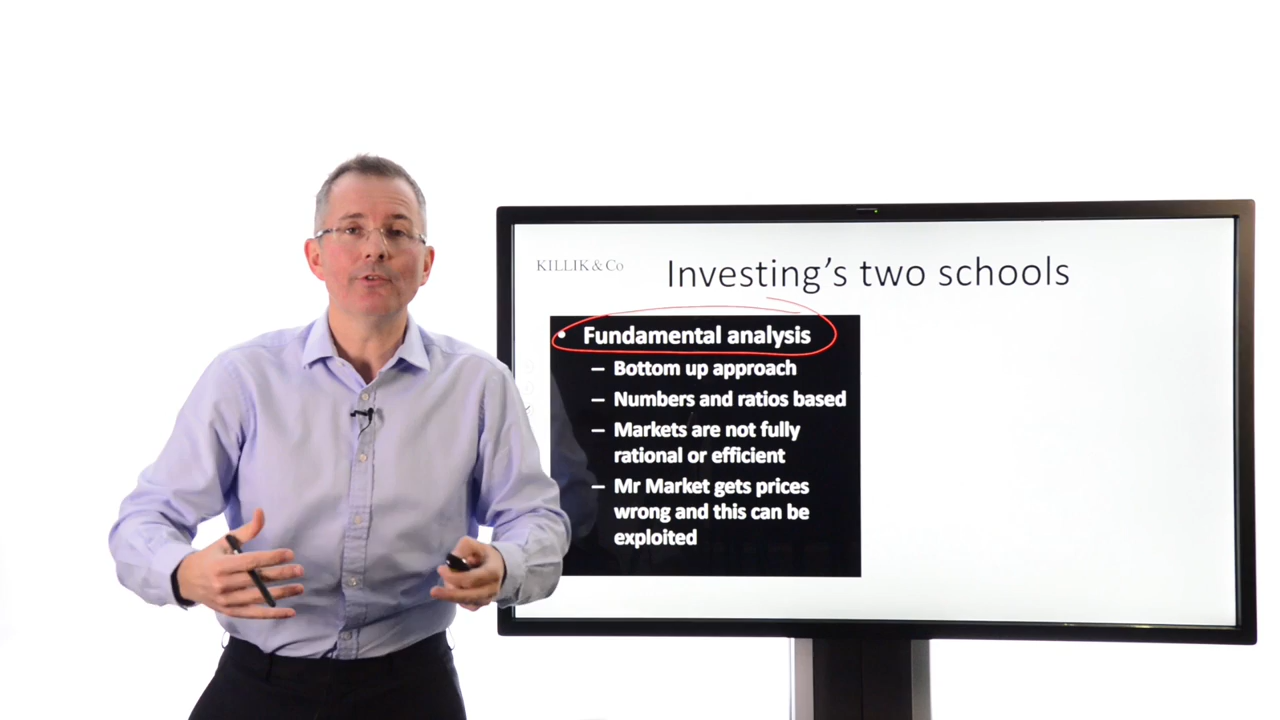 KILLIK & Co
Investing's two schools
• Fundamental analysis
– Bottom up approach
– Numbers and ratios based
– Markets are not fully
rational or efficient
– Mr Market gets prices
wrong and this can be
exploited